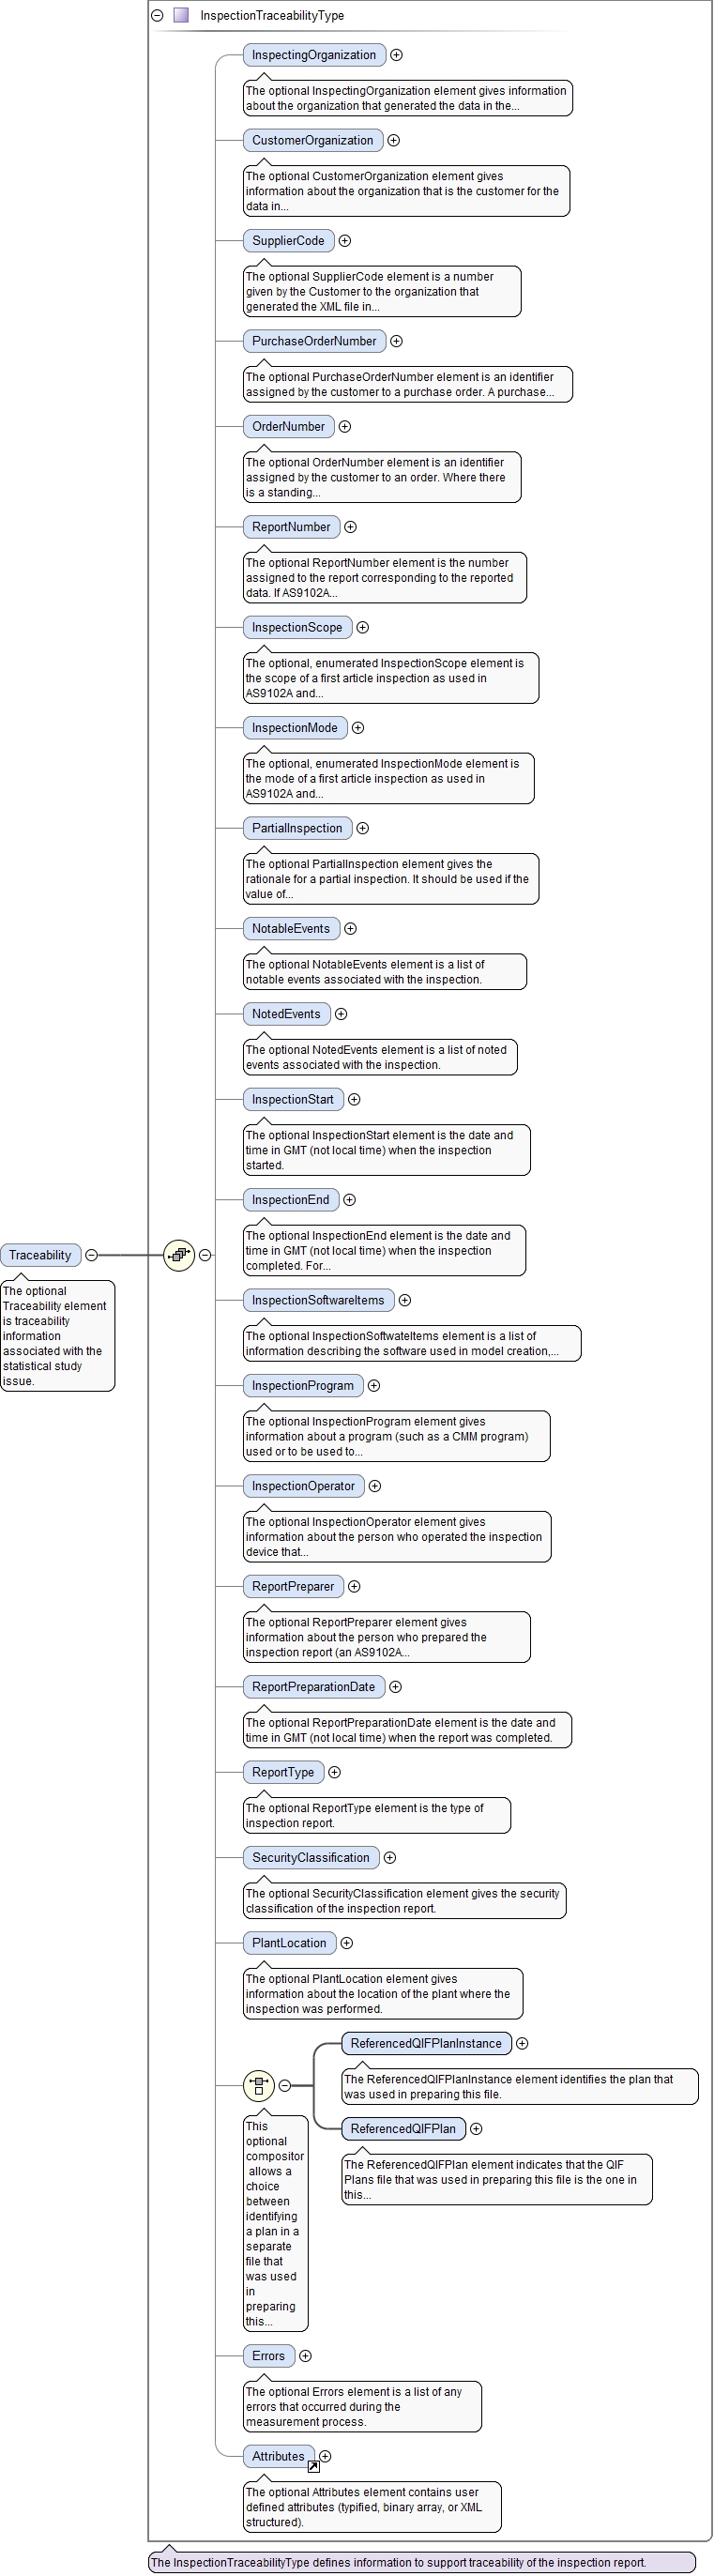 InspectionTraceabilityType
InspectingOrganization
The optional InspectingOrganization element gives information
about the organization that generated the data in the...
CustomerOrganization
The optional CustomerOrganization element gives
information about the organization that is the customer for the
data in...
SupplierCode
The optional SupplierCode element is a number
given by the Customer to the organization that
generated the XML file in...
PurchaseOrderNumber
The optional PurchaseOrderNumber element is an identifier
assigned by the customer to a purchase order. A purchase...
OrderNumber
The optional OrderNumber element is an identifier
assigned by the customer to an order. Where there
is a standing...
ReportNumber
The optional ReportNumber element is the number
assigned to the report corresponding to the reported
data. If AS9102A...
InspectionScope
The optional, enumerated InspectionScope element is
the scope of a first article inspection as used in
AS9102A and...
InspectionMode
The optional, enumerated InspectionMode element is
the mode of a first article inspection as used in
AS9102A and...
PartialInspection
The optional PartialInspection element gives the
rationale for a partial inspection. It should be used if the
value of...
NotableEvents
The optional NotableEvents element is a list of
notable events associated with the inspection.
NotedEvents
The optional NotedEvents element is a list of noted
events associated with the inspection.
InspectionStart
The optional InspectionStart element is the date and
time in GMT (not local time) when the inspection
started.
InspectionEnd
The optional InspectionEnd element is the date and
time in GMT (not local time) when the inspection
completed. For...
Traceability
The optional
Traceability element
is traceability
information
associated with the
statistical study
issue.
InspectionSoftwareItems
The optional InspectionSoftwateItems element is a list of
information describing the software used in model creation,...
InspectionProgram
The optional InspectionProgram element gives
information about a program (such as a CMM program)
used or to be used to...
InspectionOperator
The optional InspectionOperator element gives
information about the person who operated the inspection
device that...
ReportPreparer
The optional ReportPreparer element gives
information about the person who prepared the
inspection report (an AS9102A...
ReportPreparationDate
The optional ReportPreparationDate element is the date and
time in GMT (not local time) when the report was completed.
ReportType
The optional ReportType element is the type of
inspection report.
SecurityClassification
The optional SecurityClassification element gives the security
classification of the inspection report.
PlantLocation
The optional PlantLocation element gives
information about the location of the plant where the
inspection was performed.
ReferencedQIFPlanInstance
The ReferencedQIFPlanInstance element identifies the plan that
was used in preparing this file.
ReferencedQIFPlan
The ReferencedQIFPlan element indicates that the QIF
Plans file that was used in preparing this file is the one in
this...
This
optional
compositor
allows a
choice
between
identifying
a plan in a
separate
file that
was used
in
preparing
this...
Errors
The optional Errors element is a list of any
errors that occurred during the
measurement process.
Attributes
The optional Attributes element contains user
defined attributes (typified, binary array, or XML
structured).
The InspectionTraceabilityType defines information to support traceability of the inspection report.